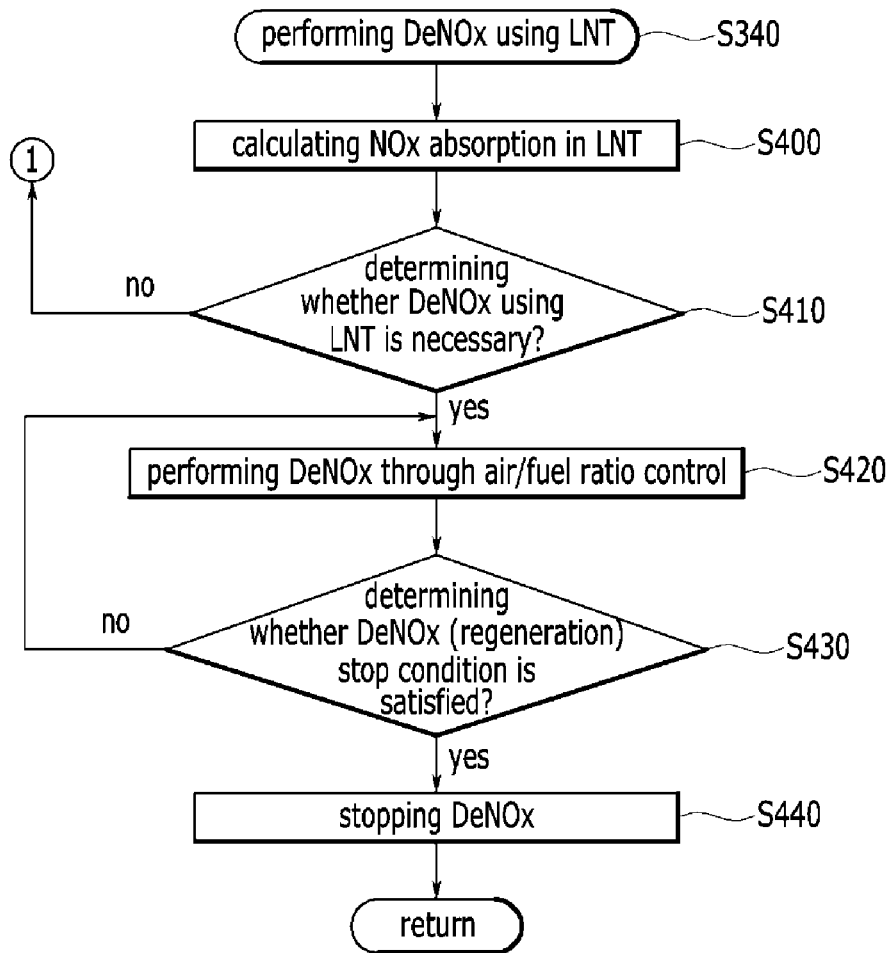 performing DeNOx using LNT
S340
calculating NOx absorption in LNT
S400
1
determining
whether DeNOx using
LNT is necessary?
S410
no
yes
performing DeNOx through air/fuel ratio control
S420
determining
whether DeNOx (regeneration)
stop condition is
satisfied?
S430
no
yes
stopping DeNOx
S440
return